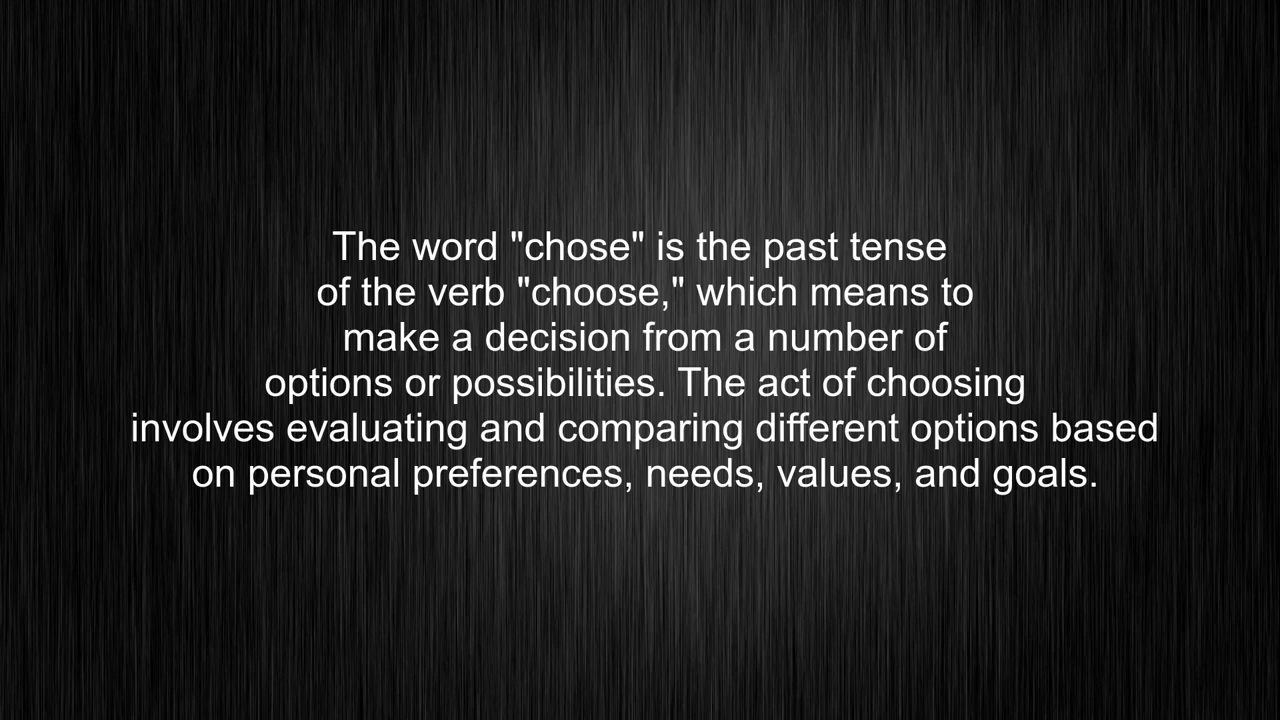 The word "chose" is the past tense
of the verb "choose," which means to
make a decision from a number of
options or possibilities. The act of choosing
involves evaluating and comparing different options based
on personal preferences, needs, values, and goals.